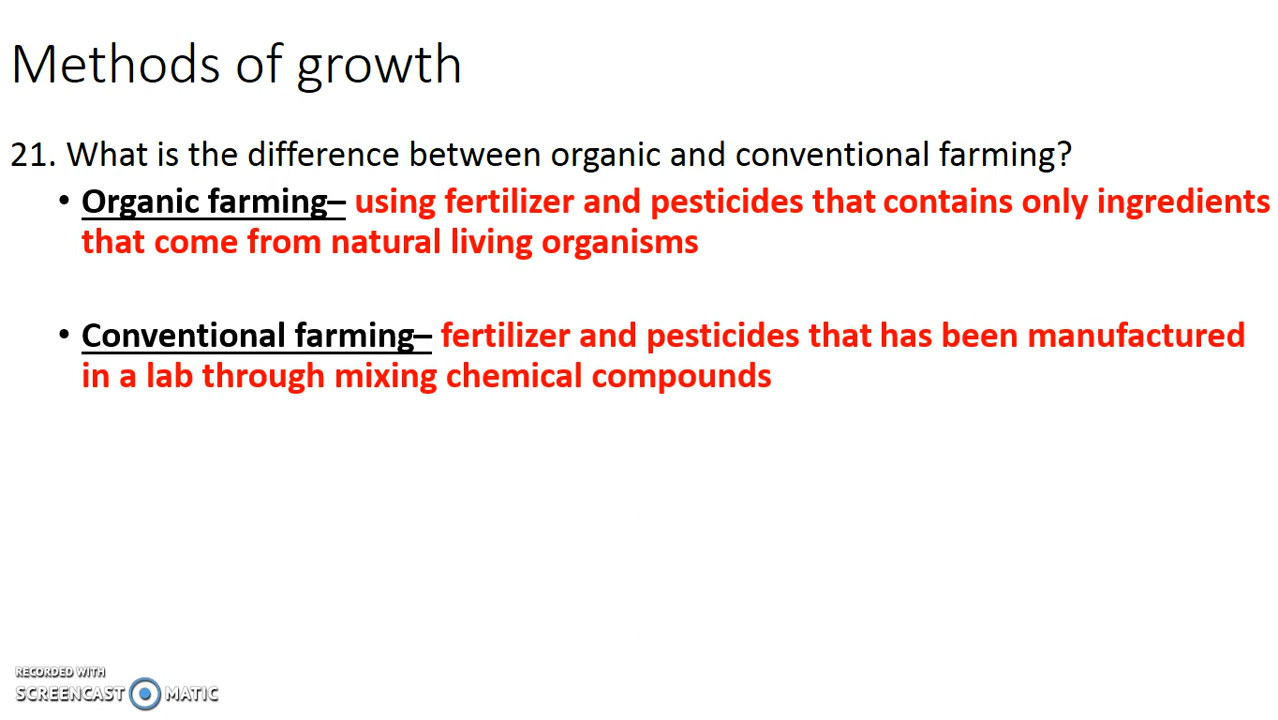 Methods of growth
21. What is the difference between organic and conventional farming?
• Organic farming– using fertilizer and pesticides that contains only ingredients
that come from natural living organisms
• Conventional farming– fertilizer and pesticides that has been manufactured
in a lab through mixing chemical compounds
RECORDED WITH
SCREENCAST MATIC